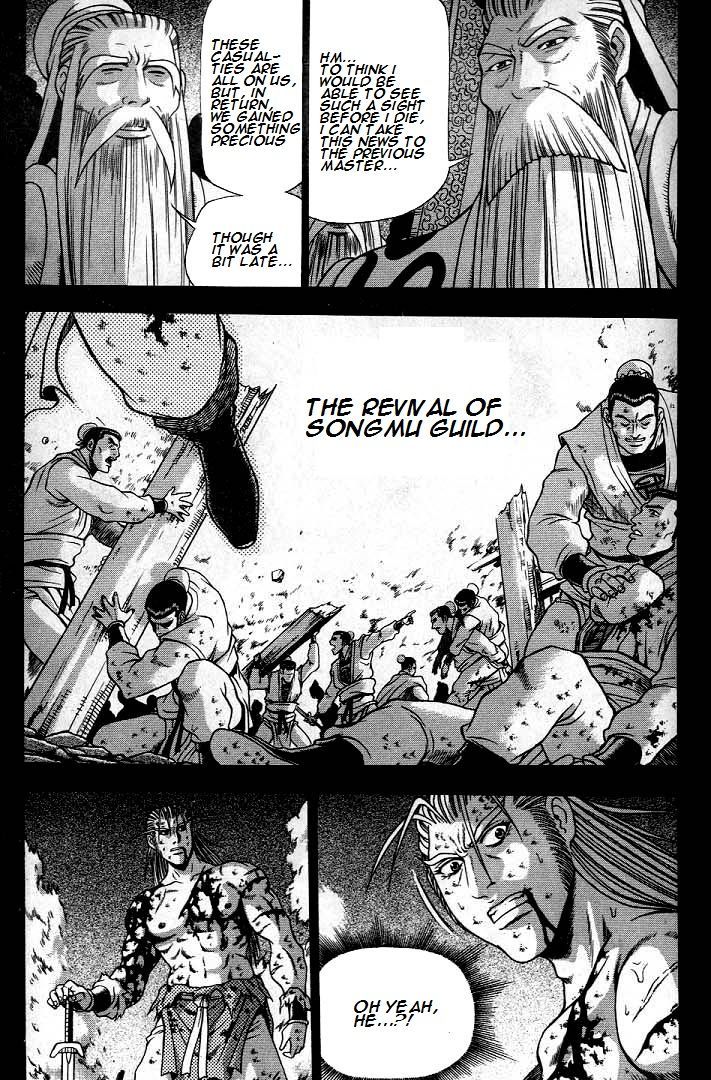 HM...
TO THINK I
WOULD BE
ABLE TO SEE
SUCH A SIGHT
BEFORE I DIE,
I CAN TAKE
THIS NEWS TO
THE PREVIOUS
MASTER...
THESE
CASUAL-
TIES ARE
ALL ON US,
BUT, IN
RETURN,
WE GAINED
SOMETHING
PRECIOUS
THOUGH
IT WAS A
BIT LATE...
THE REVIVAL OF
SONGMU GUILD...
OH YEAH,
HE...?!